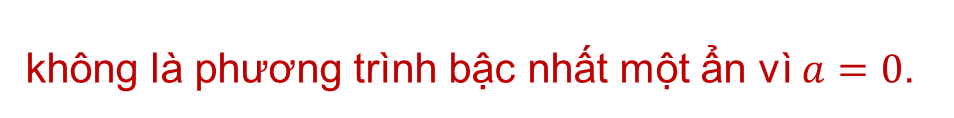 không là phương trình bậc nhất một ẩn vì a = 0.